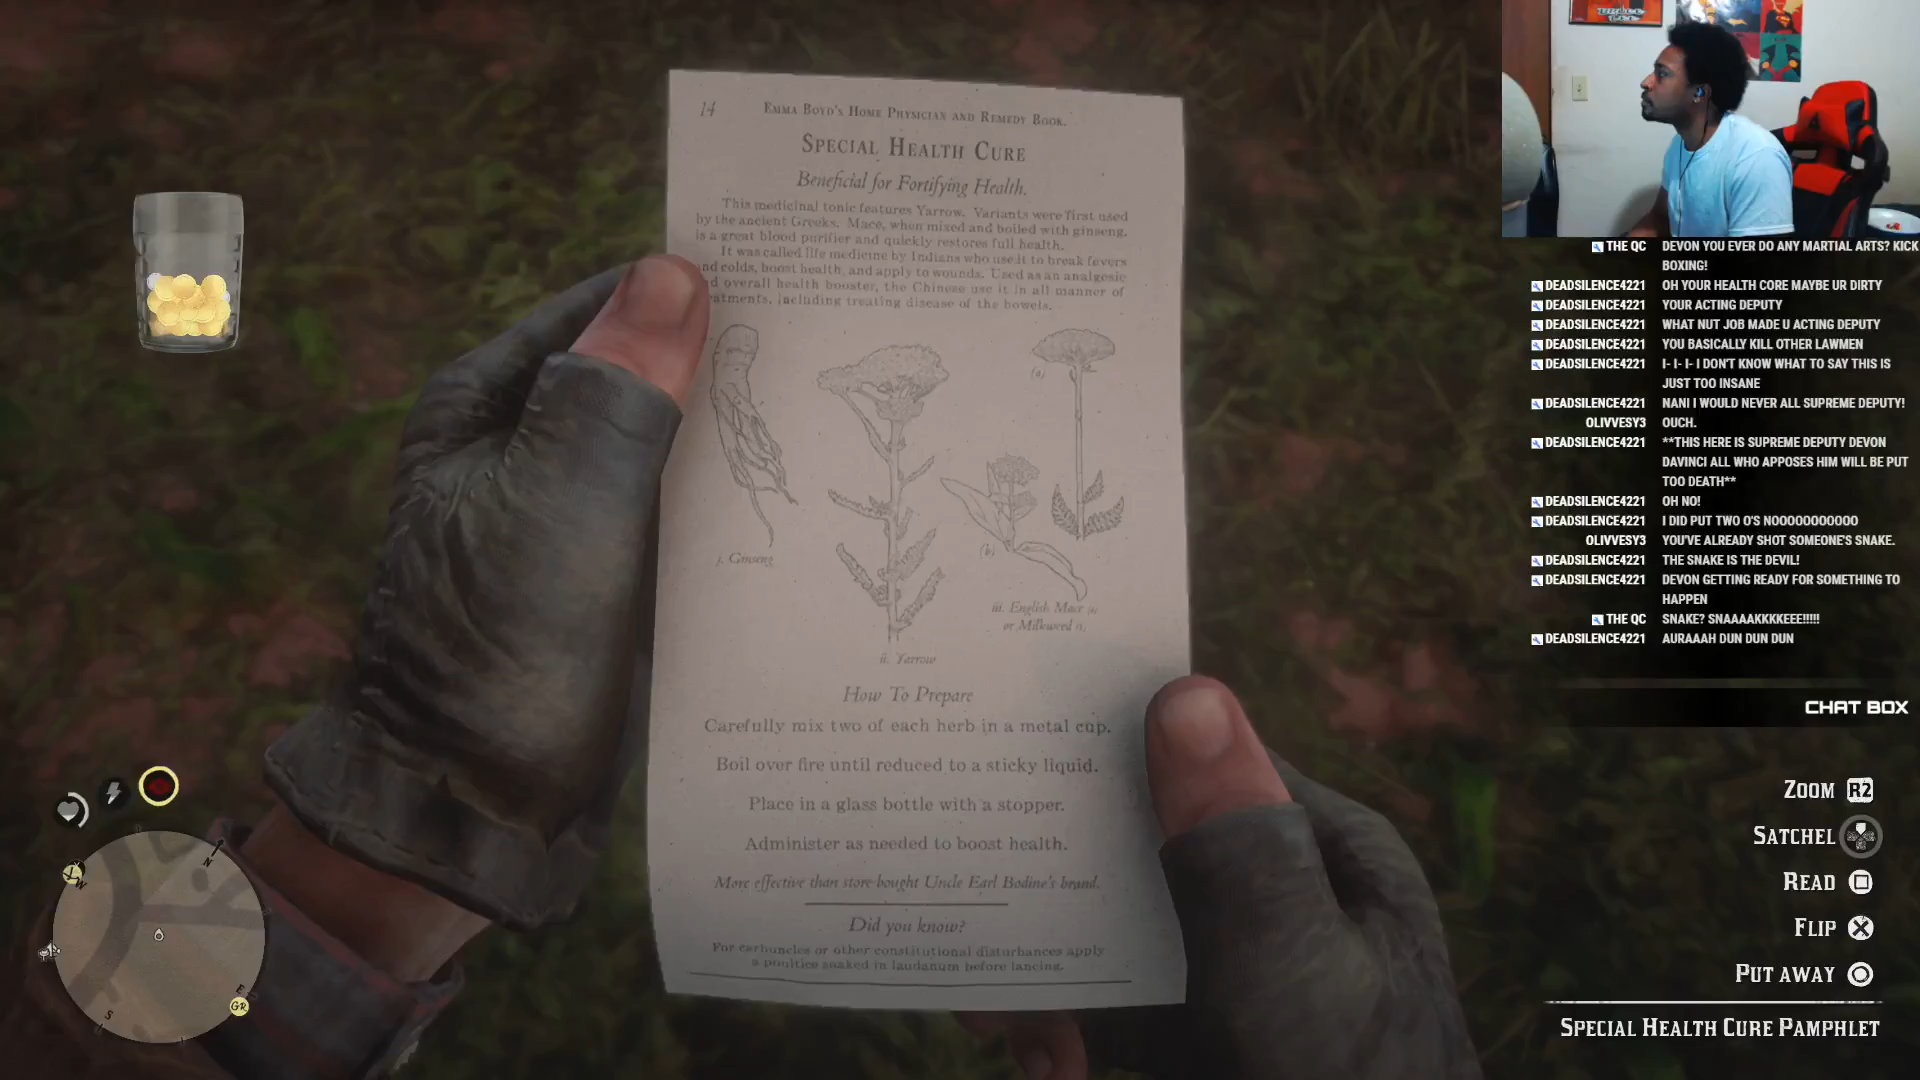 14
EMMA BOYD'S HOME PHYSICIAN AND REMEDY BOOK.
SPECIAL HEALTH CURE
Beneficial for Fortifying Health.
This medicinal tonic features Yarrow. Variants were first used
by the ancient Greeks. Mace, when mixed and boiled with ginseng,
is a great blood purifier and quickly restores full health.
It was called life medicine by Indians who use it to break fevers
and colds, boost health, and apply to wounds. Used as an analgesic
overall health booster, the Chinese use it in all manner of
including treating disease of the bowels.
(a)
i. Ginseng
(b)
iii. English Mace (a)
or Milkweed
ii. Yarrow
How To Prepare
Carefully mix two of each herb in a metal cup.
Boil over fire until reduced to a sticky liquid.
Place in a glass bottle with a stopper.
Administer as needed to boost health.
More effective than store-bought Uncle Earl Bodine's brand.
Did you know?
For carbuncles or other constitutional disturbances apply
a poultice soaked in laudanum before lancing.
N
W
S
E
GR
THE QC DEVON YOU EVER DO ANY MARTIAL ARTS? KICK
BOXING!
DEADSILENCE4221 OH YOUR HEALTH CORE MAYBE UR DIRTY
DEADSILENCE4221 YOUR ACTING DEPUTY
DEADSILENCE4221 WHAT NUT JOB MADE U ACTING DEPUTY
DEADSILENCE4221 YOU BASICALLY KILL OTHER LAWMEN
DEADSILENCE4221 I- I- I- I DON'T KNOW WHAT TO SAY THIS IS
JUST TOO INSANE
DEADSILENCE4221 NANI I WOULD NEVER ALL SUPREME DEPUTY!
OLIVVESY3 OUCH.
DEADSILENCE4221 **THIS HERE IS SUPREME DEPUTY DEVON
DAVINCI ALL WHO APPOSES HIM WILL BE PUT
TOO DEATH**
DEADSILENCE4221 OH NO!
DEADSILENCE4221 I DID PUT TWO O'S NOOOOOOOOOO
OLIVVESY3 YOU'VE ALREADY SHOT SOMEONE'S SNAKE.
DEADSILENCE4221 THE SNAKE IS THE DEVIL!
DEADSILENCE4221 DEVON GETTING READY FOR SOMETHING TO
HAPPEN
THE QC SNAKE? SNAAAAKKKKEEE!!!!!
DEADSILENCE4221 AURAAAH DUN DUN DUN
CHAT BOX
ZOOM R2
SATCHEL
READ
FLIP
PUT AWAY
SPECIAL HEALTH CURE PAMPHLET